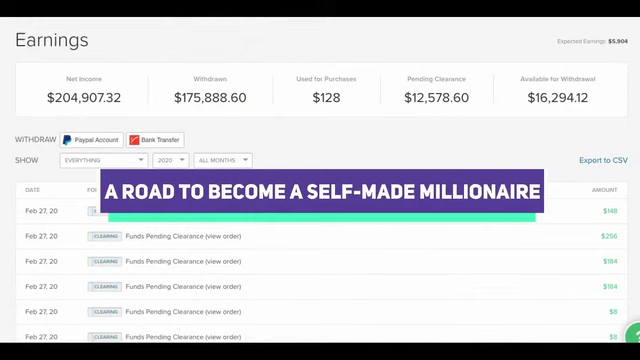 Earnings
Expected Earnings: $5,904
Net Income
Withdrawn
Used for Purchases
Pending Clearance
Available for Withdrawal
$204,907.32
$175,888.60
$128
$12,578.60
$16,294.12
WITHDRAW
Paypal Account
Bank Transfer
SHOW
EVERYTHING
2020
ALL MONTHS
Export to CSV
DATE
FO
AMOUNT
A ROAD TO BECOME A SELF-MADE MILLIONAIRE
Feb 27, 20
$148
Feb 27, 20
CLEARING
Funds Pending Clearance (view order)
$256
Feb 27, 20
CLEARING
Funds Pending Clearance (view order)
$184
Feb 27, 20
CLEARING
Funds Pending Clearance (view order)
$184
Feb 27, 20
CLEARING
Funds Pending Clearance (view order)
$8
Feb 27, 20
CLEARING
Funds Pending Clearance (view order)
$8